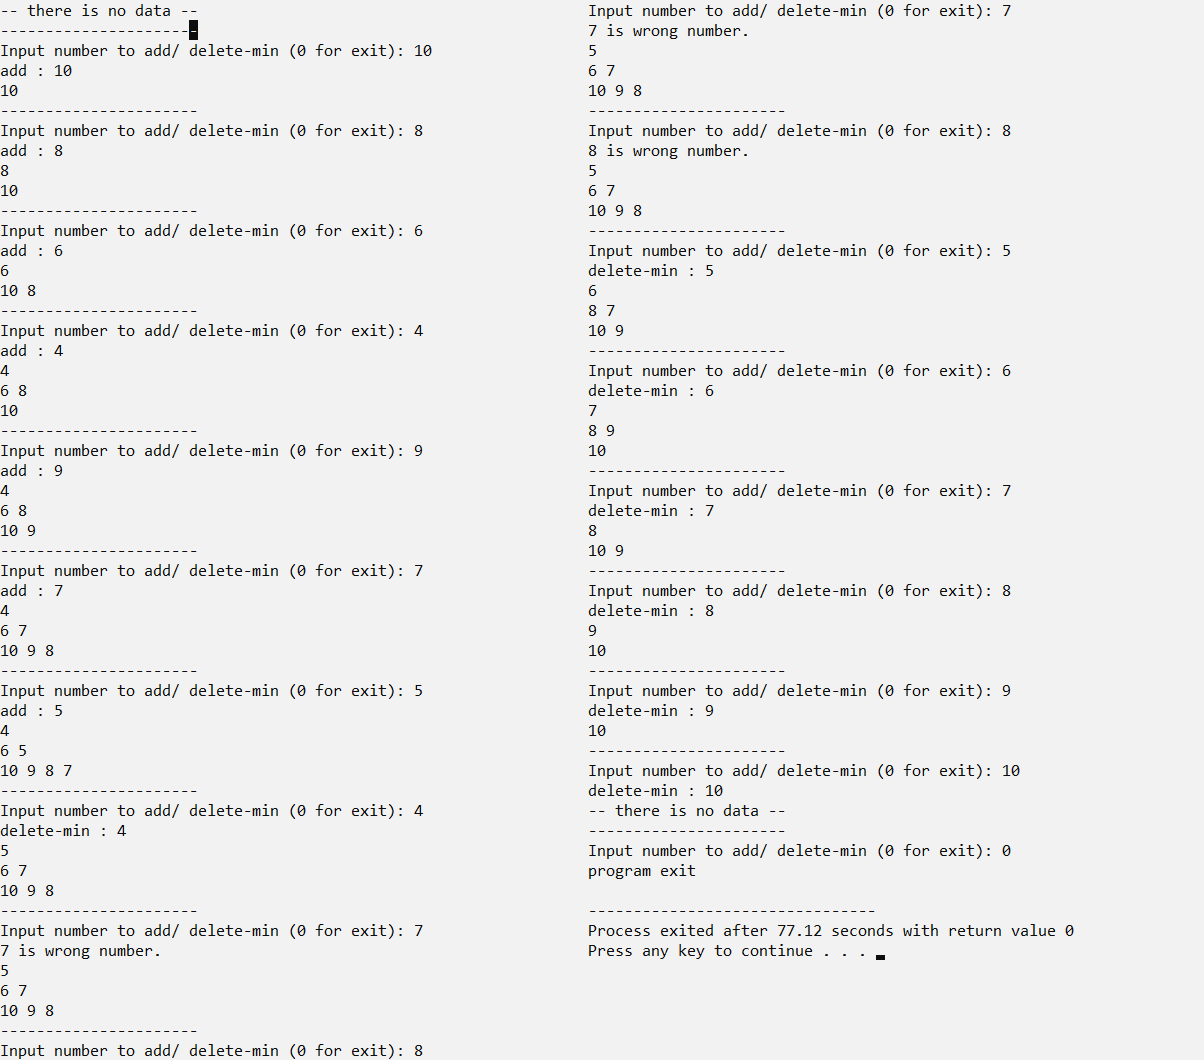 -- there is no data --
----------------------
Input number to add/ delete-min (0 for exit): 10
add : 10
10
----------------------
Input number to add/ delete-min (0 for exit): 8
add : 8
8
10
----------------------
Input number to add/ delete-min (0 for exit): 6
add : 6
6
10 8
----------------------
Input number to add/ delete-min (0 for exit): 4
add : 4
4
6 8
10
----------------------
Input number to add/ delete-min (0 for exit): 9
add : 9
4
6 8
10 9
----------------------
Input number to add/ delete-min (0 for exit): 7
add : 7
4
6 7
10 9 8
----------------------
Input number to add/ delete-min (0 for exit): 5
add : 5
4
6 5
10 9 8 7
----------------------
Input number to add/ delete-min (0 for exit): 4
delete-min : 4
5
6 7
10 9 8
----------------------
Input number to add/ delete-min (0 for exit): 7
7 is wrong number.
5
6 7
10 9 8
----------------------
Input number to add/ delete-min (0 for exit): 8
Input number to add/ delete-min (0 for exit): 7
7 is wrong number.
5
6 7
10 9 8
----------------------
Input number to add/ delete-min (0 for exit): 8
8 is wrong number.
5
6 7
10 9 8
----------------------
Input number to add/ delete-min (0 for exit): 5
delete-min : 5
6
8 7
10 9
----------------------
Input number to add/ delete-min (0 for exit): 6
delete-min : 6
7
8 9
10
----------------------
Input number to add/ delete-min (0 for exit): 7
delete-min : 7
8
10 9
----------------------
Input number to add/ delete-min (0 for exit): 8
delete-min : 8
9
10
----------------------
Input number to add/ delete-min (0 for exit): 9
delete-min : 9
10
----------------------
Input number to add/ delete-min (0 for exit): 10
delete-min : 10
-- there is no data --
----------------------
Input number to add/ delete-min (0 for exit): 0
program exit
--------------------------------
Process exited after 77.12 seconds with return value 0
Press any key to continue . . .